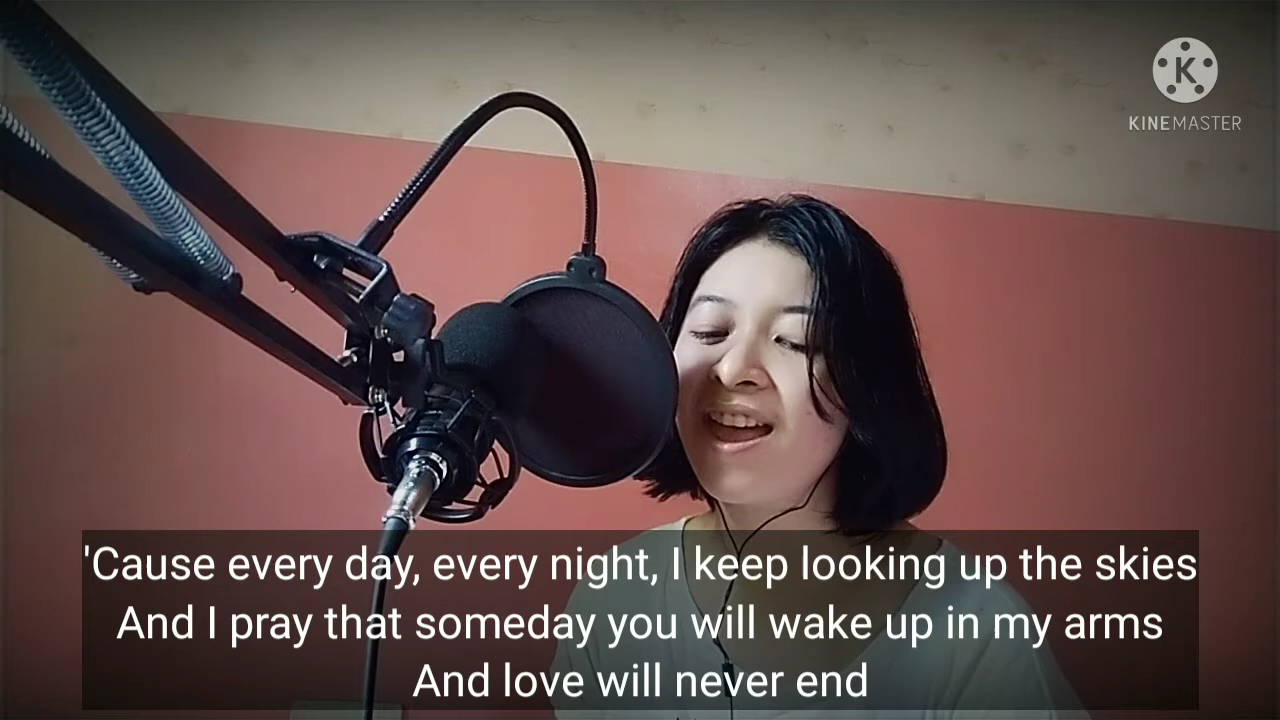 K
KINEMASTER
'Cause every day, every night, I keep looking up the skies
And I pray that someday you will wake up in my arms
And love will never end